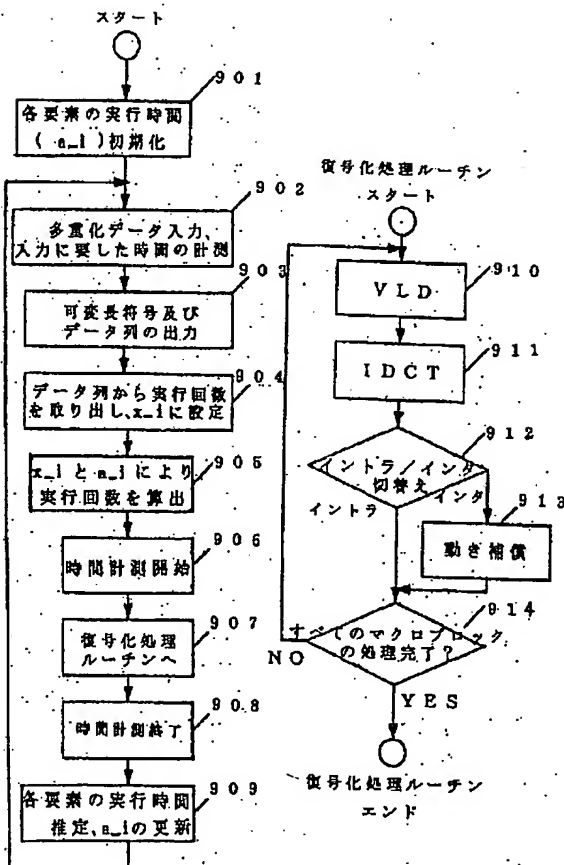 スタート
901
各要素の実行時間
(a_i)初期化
902
多重化データ入力、
入力に要した時間の計測
903
可変長符号及び
データ列の出力
904
データ列から実行回数
を取り出し、x_iに設定
905
x_iとa_iにより
実行回数を算出
906
時間計測開始
907
復号化処理
ルーチンへ
908
時間計測終了
909
各要素の実行時間
推定、a_iの更新
復号化処理ルーチン
スタート
910
VLD
911
IDCT
912
イントラ/インタ
切替え
インタ
イントラ
913
動き補償
914
すべてのマクロブロック
の処理完了?
NO
YES
復号化処理ルーチン
エンド